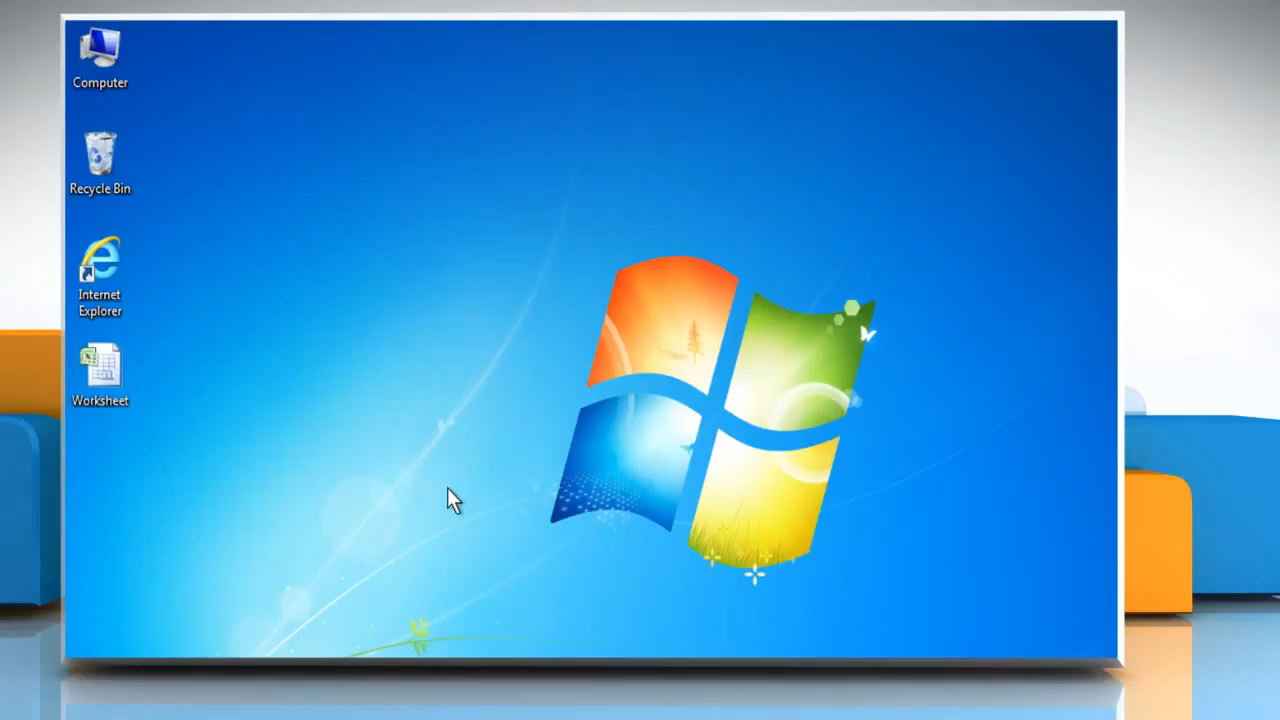 Computer
Recycle Bin
Internet
Explorer
Worksheet